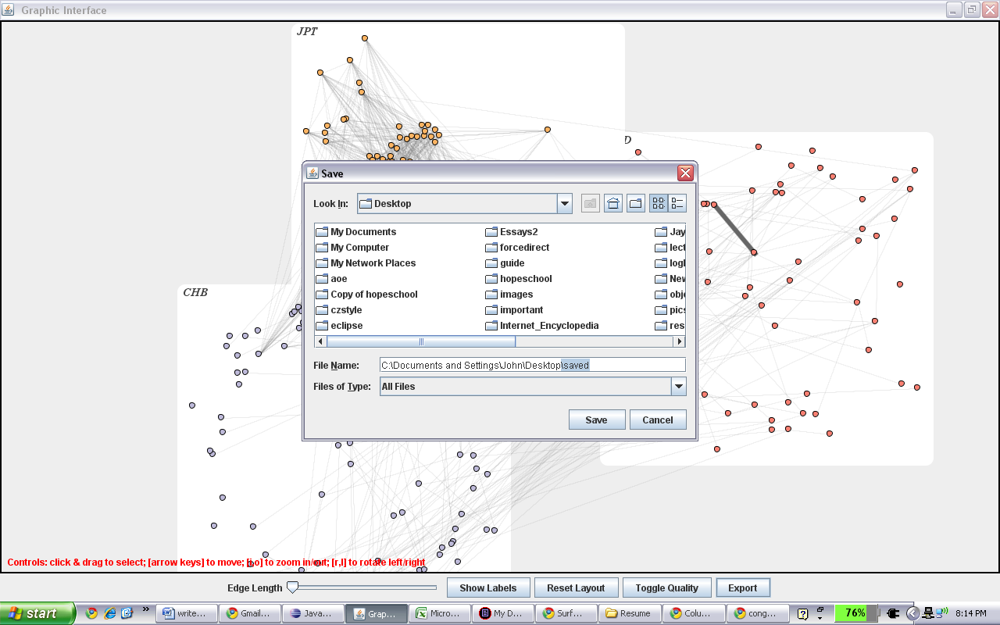 Graphic Interface
JPT
D
CHB
Save
Look In:
Desktop
My Documents
My Computer
My Network Places
aoe
Copy of hopeschool
czstyle
eclipse
Essays2
forcedirect
guide
hopeschool
images
important
Internet_Encyclopedia
Jay
lect
New
obje
pics
res
File Name:
C:\Documents and Settings\John\Desktop\saved
Files of Type:
All Files
Save Cancel
Controls: click & drag to select; [arrow keys] to move; [i,o] to zoom in/out; [r,l] to rotate left/right
Edge Length
Show Labels
Reset Layout
Toggle Quality
Export
start
write...
Gmail...
Java...
Grap...
Micro...
My D...
Surf...
Resume
Colu...
cong...
76%
8:14 PM